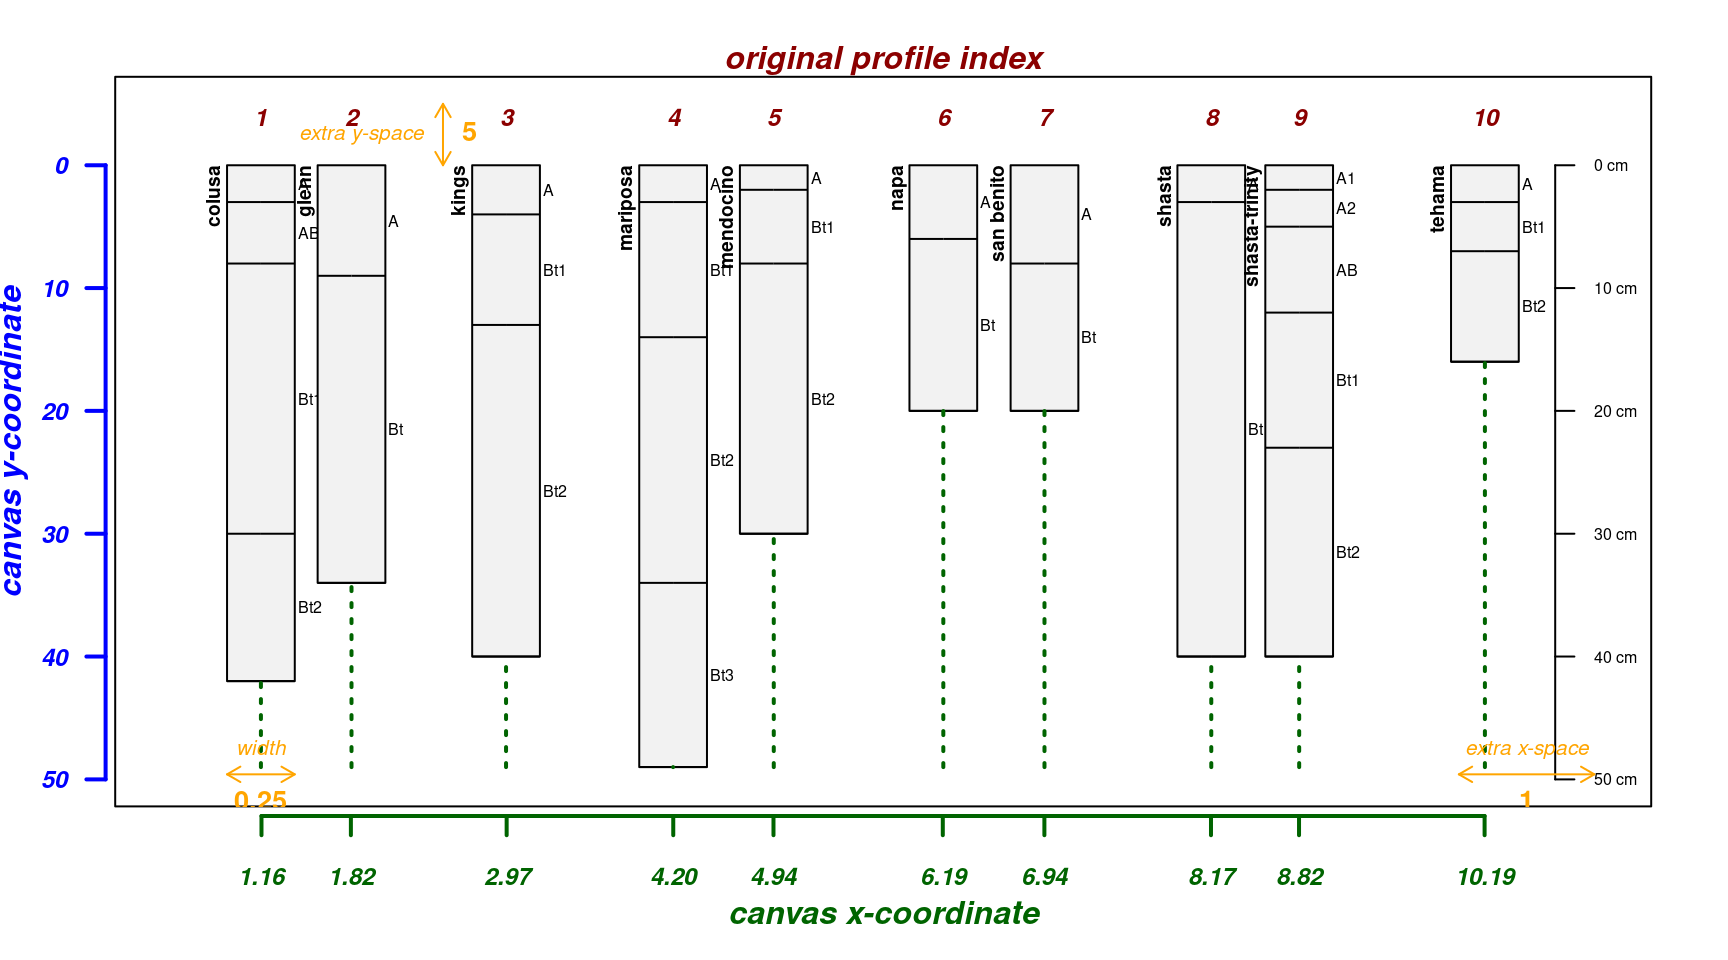 original profile index
1 2 3 4 5 6 7 8 9 10
extra y-space 5
canvas y-coordinate
0
10
20
30
40
50
colusa
AB
Bt1
Bt2
glenn
A
Bt
kings
A
Bt1
Bt2
mariposa
A
Bt1
Bt2
Bt3
mendocino
A
Bt1
Bt2
napa
A
Bt
san benito
A
Bt
shasta
Bt
shasta-trinity
A1
A2
AB
Bt1
Bt2
tehama
A
Bt1
Bt2
0 cm
10 cm
20 cm
30 cm
40 cm
50 cm
width
0.25
extra x-space
1
1.16 1.82 2.97 4.20 4.94 6.19 6.94 8.17 8.82 10.19
canvas x-coordinate